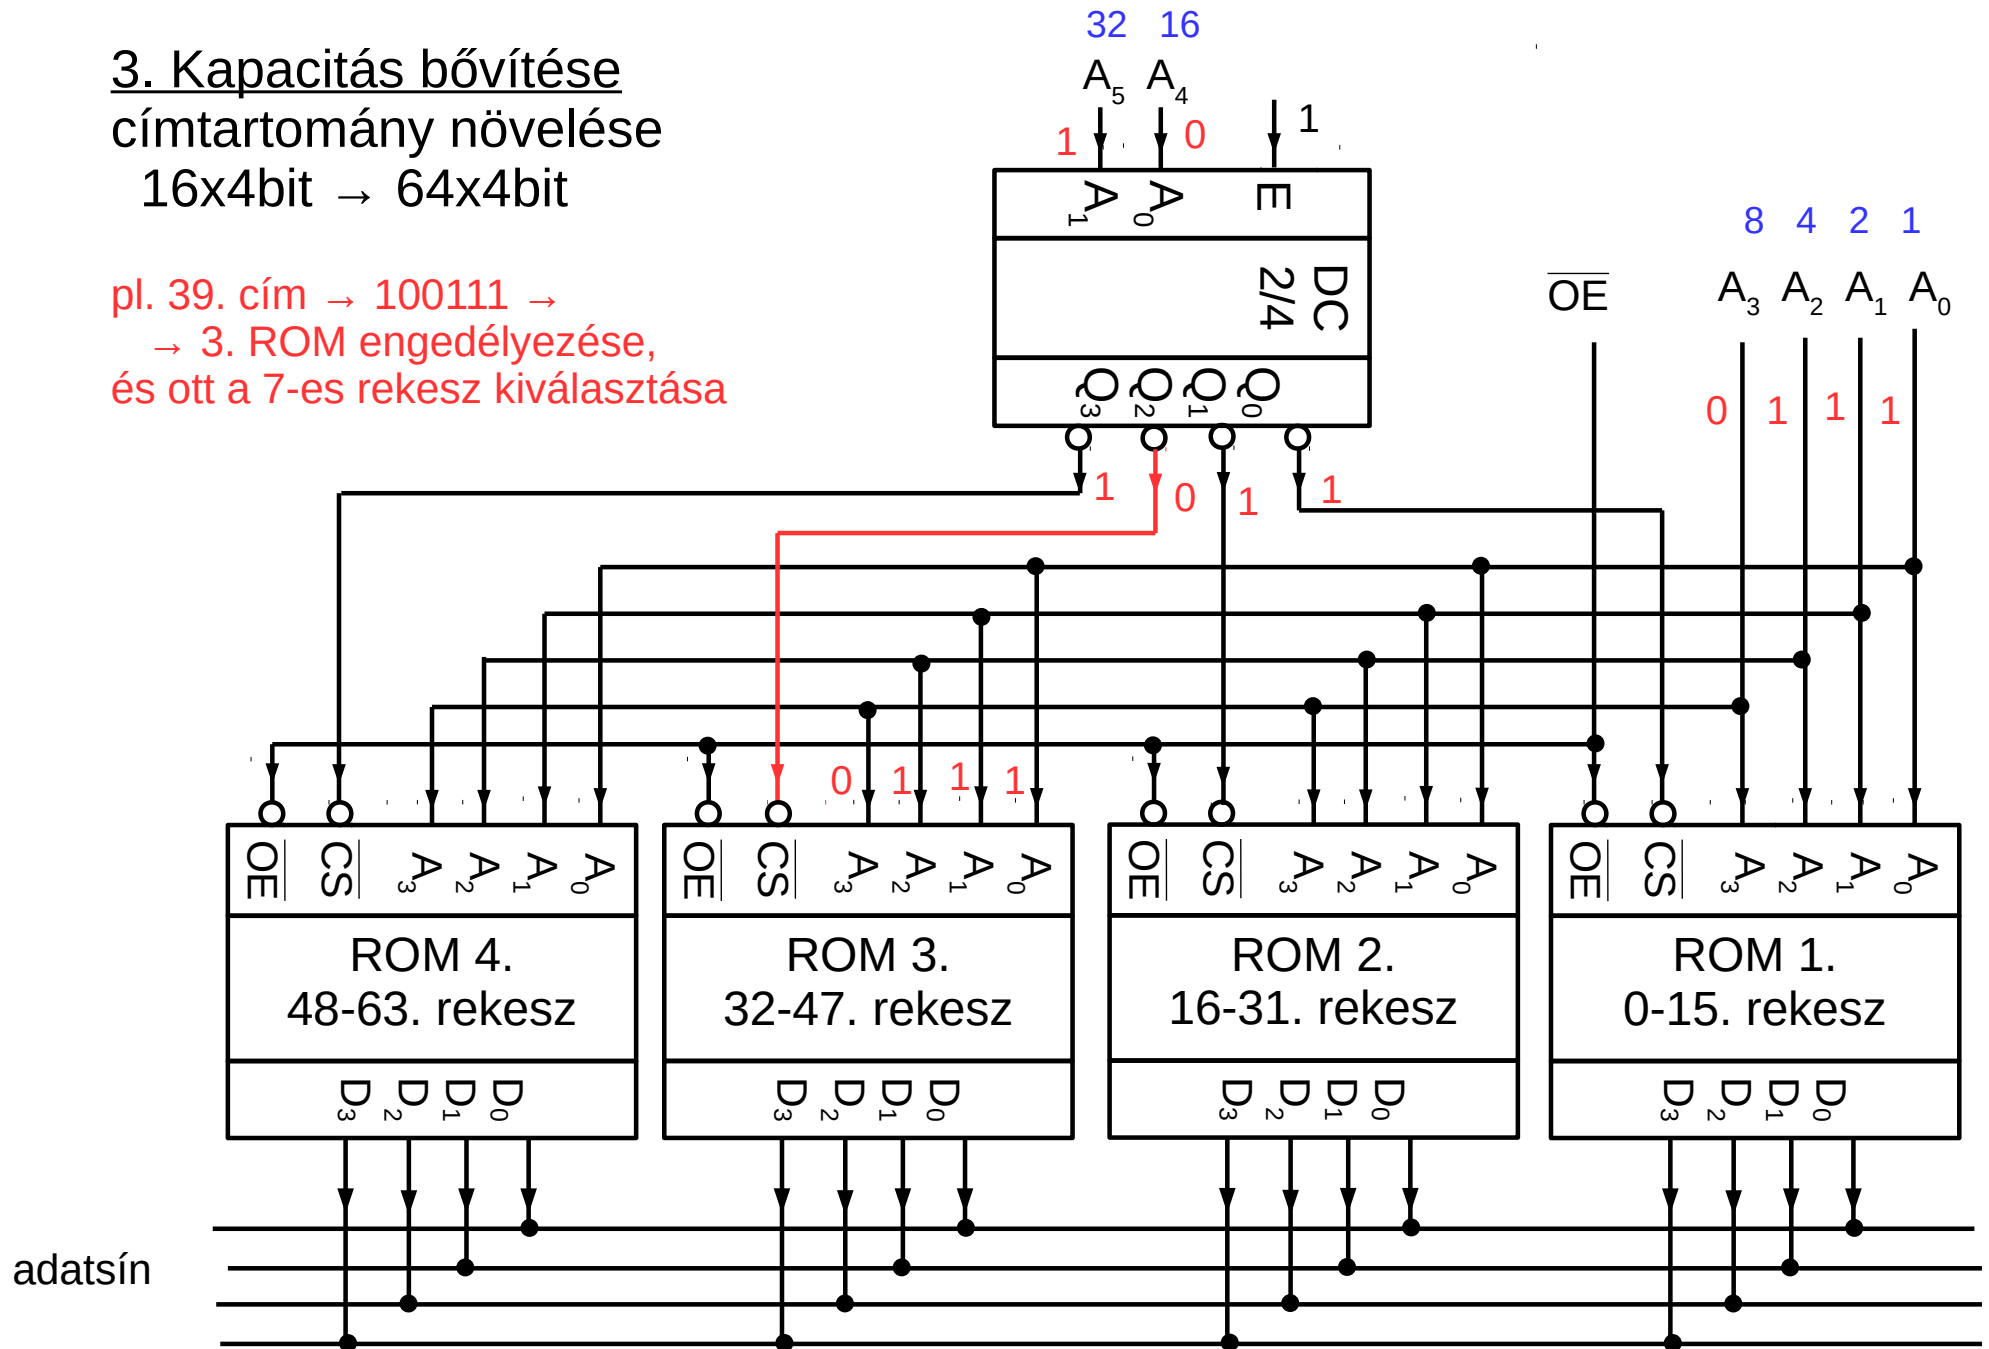 3. Kapacitás bővítése
címtartomány növelése
16x4bit → 64x4bit
pl. 39. cím → 100111 →
→ 3. ROM engedélyezése,
és ott a 7-es rekesz kiválasztása
32 16
A5 A4
1 0 1
A1 A0 E
DC
2/4
Q3 Q2 Q1 Q0
1 0 1 1
8 4 2 1
OE A3 A2 A1 A0
0 1 1 1
0 1 1 1
OE CS A3 A2 A1 A0
ROM 4.
48-63. rekesz
D3 D2 D1 D0
OE CS A3 A2 A1 A0
ROM 3.
32-47. rekesz
D3 D2 D1 D0
OE CS A3 A2 A1 A0
ROM 2.
16-31. rekesz
D3 D2 D1 D0
OE CS A3 A2 A1 A0
ROM 1.
0-15. rekesz
D3 D2 D1 D0
adatsín